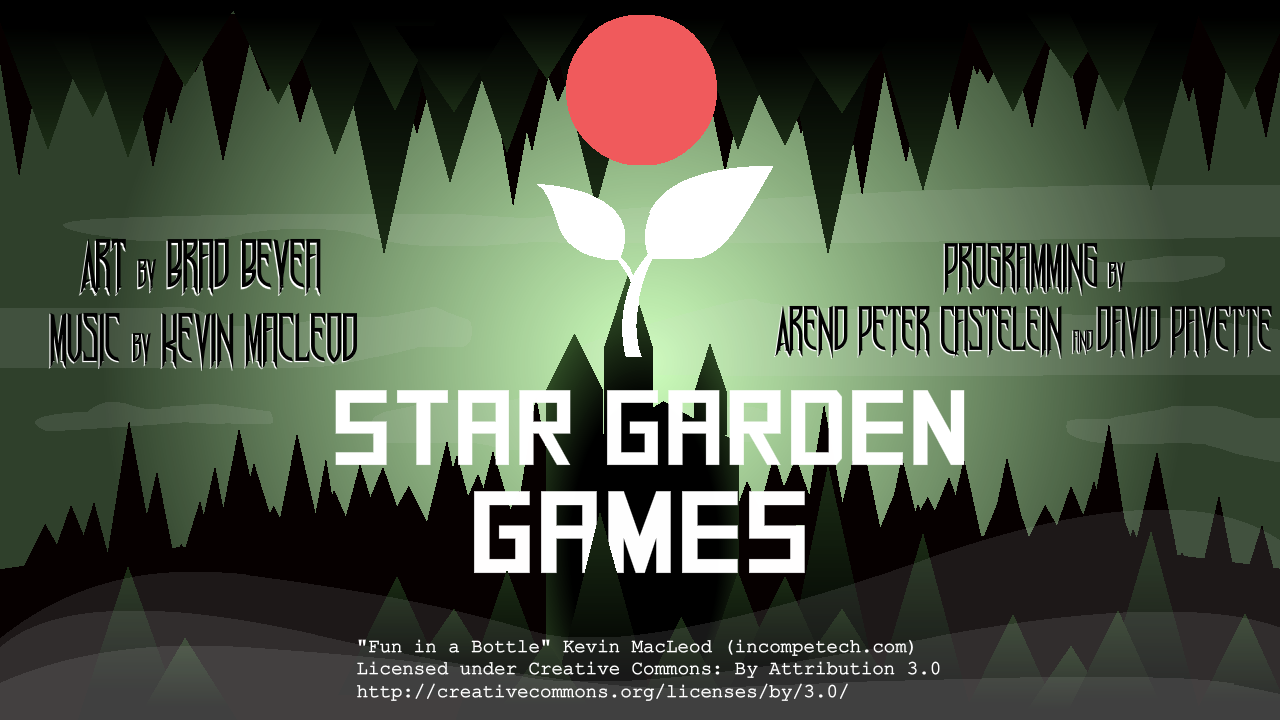 ART BY BRAD BEVEA
MUSIC BY KEVIN MACLEOD
PROGRAMMING BY
AREND PETER CASTELEIN AND DAVID PAVETTE
STAR GARDEN
GAMES
"Fun in a Bottle" Kevin MacLeod (incompetech.com)
Licensed under Creative Commons: By Attribution 3.0
http://creativecommons.org/licenses/by/3.0/